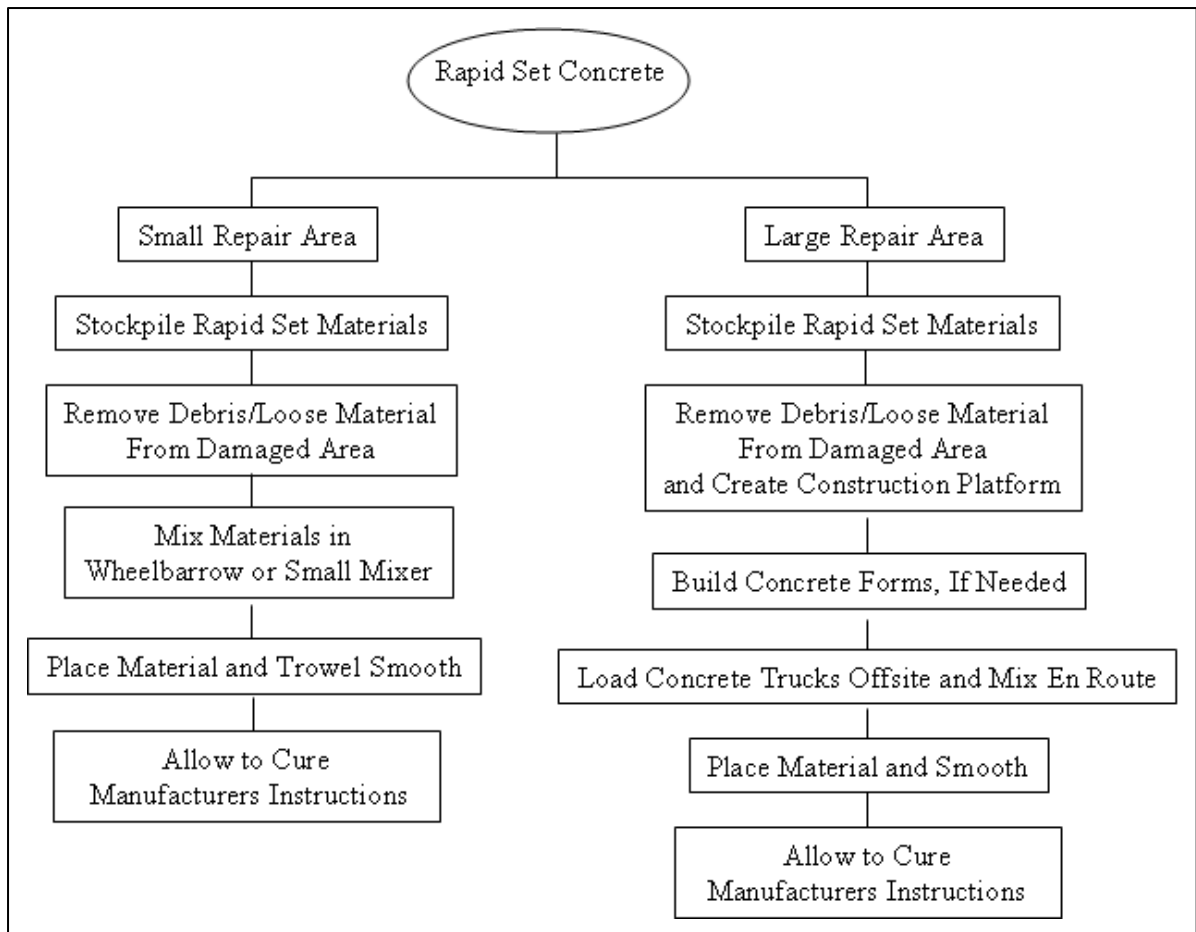 Rapid Set Concrete
Small Repair Area
Stockpile Rapid Set Materials
Remove Debris/Loose Material
From Damaged Area
Mix Materials in
Wheelbarrow or Small Mixer
Place Material and Trowel Smooth
Allow to Cure
Manufacturers Instructions
Large Repair Area
Stockpile Rapid Set Materials
Remove Debris/Loose Material
From Damaged Area
and Create Construction Platform
Build Concrete Forms, If Needed
Load Concrete Trucks Offsite and Mix En Route
Place Material and Smooth
Allow to Cure
Manufacturers Instructions